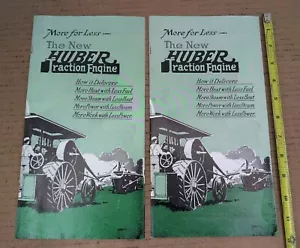 More for Less —
The New
HUBER
Traction Engine
How it Delivers
More Heat with Less Fuel
More Steam with Less Heat
More Power with Less Steam
More Work with Less Power
More for Less —
The New
HUBER
Traction Engine
How it Delivers
More Heat with Less Fuel
More Steam with Less Heat
More Power with Less Steam
More Work with Less Power